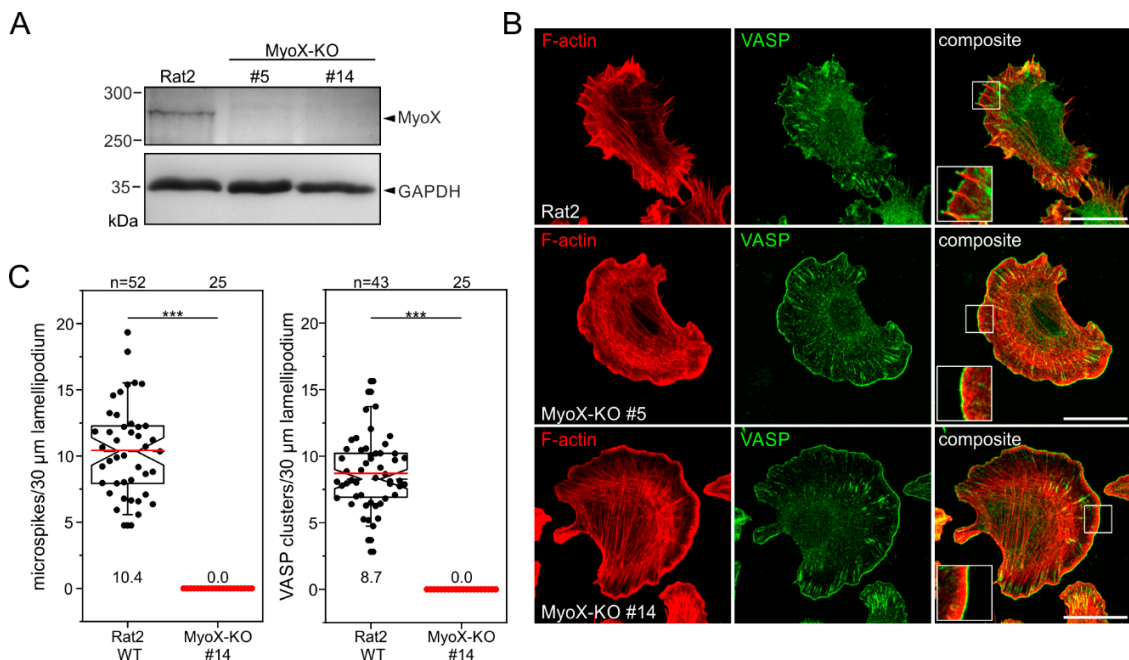 A
MyoX-KO
Rat2 #5 #14
300
MyoX
250
35
GAPDH
kDa
B
F-actin VASP composite
Rat2
F-actin VASP composite
MyoX-KO #5
F-actin VASP composite
MyoX-KO #14
C
n=52 25
***
microspikes/30 µm lamellipodium
20
15
10
5
0
10.4 0.0
Rat2 MyoX-KO
WT #14
n=43 25
***
VASP clusters/30 µm lamellipodium
20
15
10
5
0
8.7 0.0
Rat2 MyoX-KO
WT #14